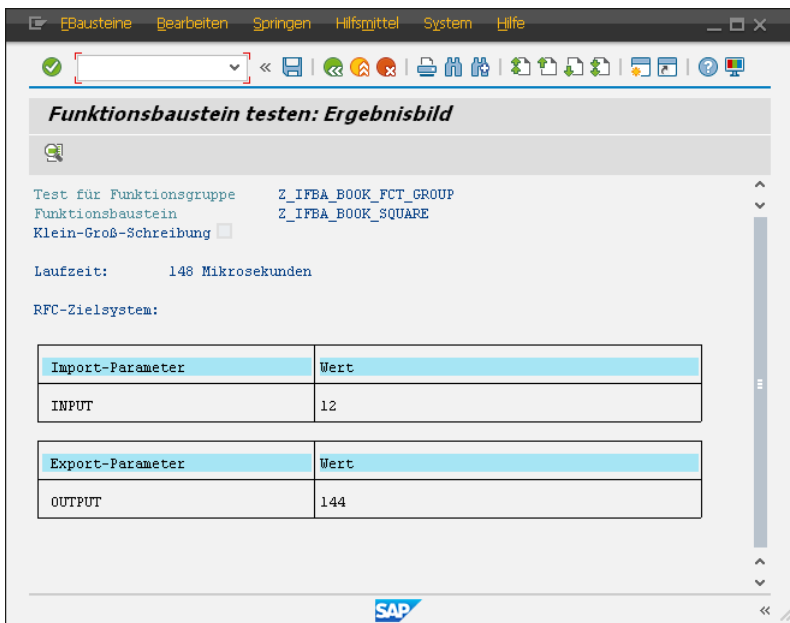 FBausteine Bearbeiten Springen Hilfsmittel System Hilfe
Funktionsbaustein testen: Ergebnisbild
Test für Funktionsgruppe Z_IFBA_BOOK_FCT_GROUP
Funktionsbaustein Z_IFBA_BOOK_SQUARE
Klein-Groß-Schreibung
Laufzeit: 148 Mikrosekunden
RFC-Zielsystem:
Import-Parameter Wert
INPUT 12
Export-Parameter Wert
OUTPUT 144
SAP